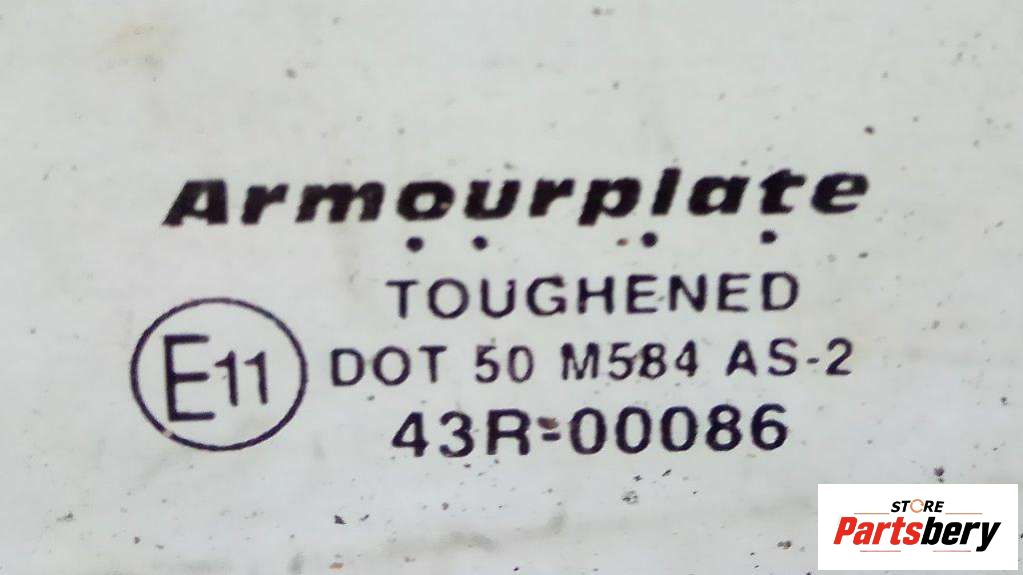 Armourplate
TOUGHENED
E11
DOT 50 M584 AS-2
43R-00086
STORE
Partsbery